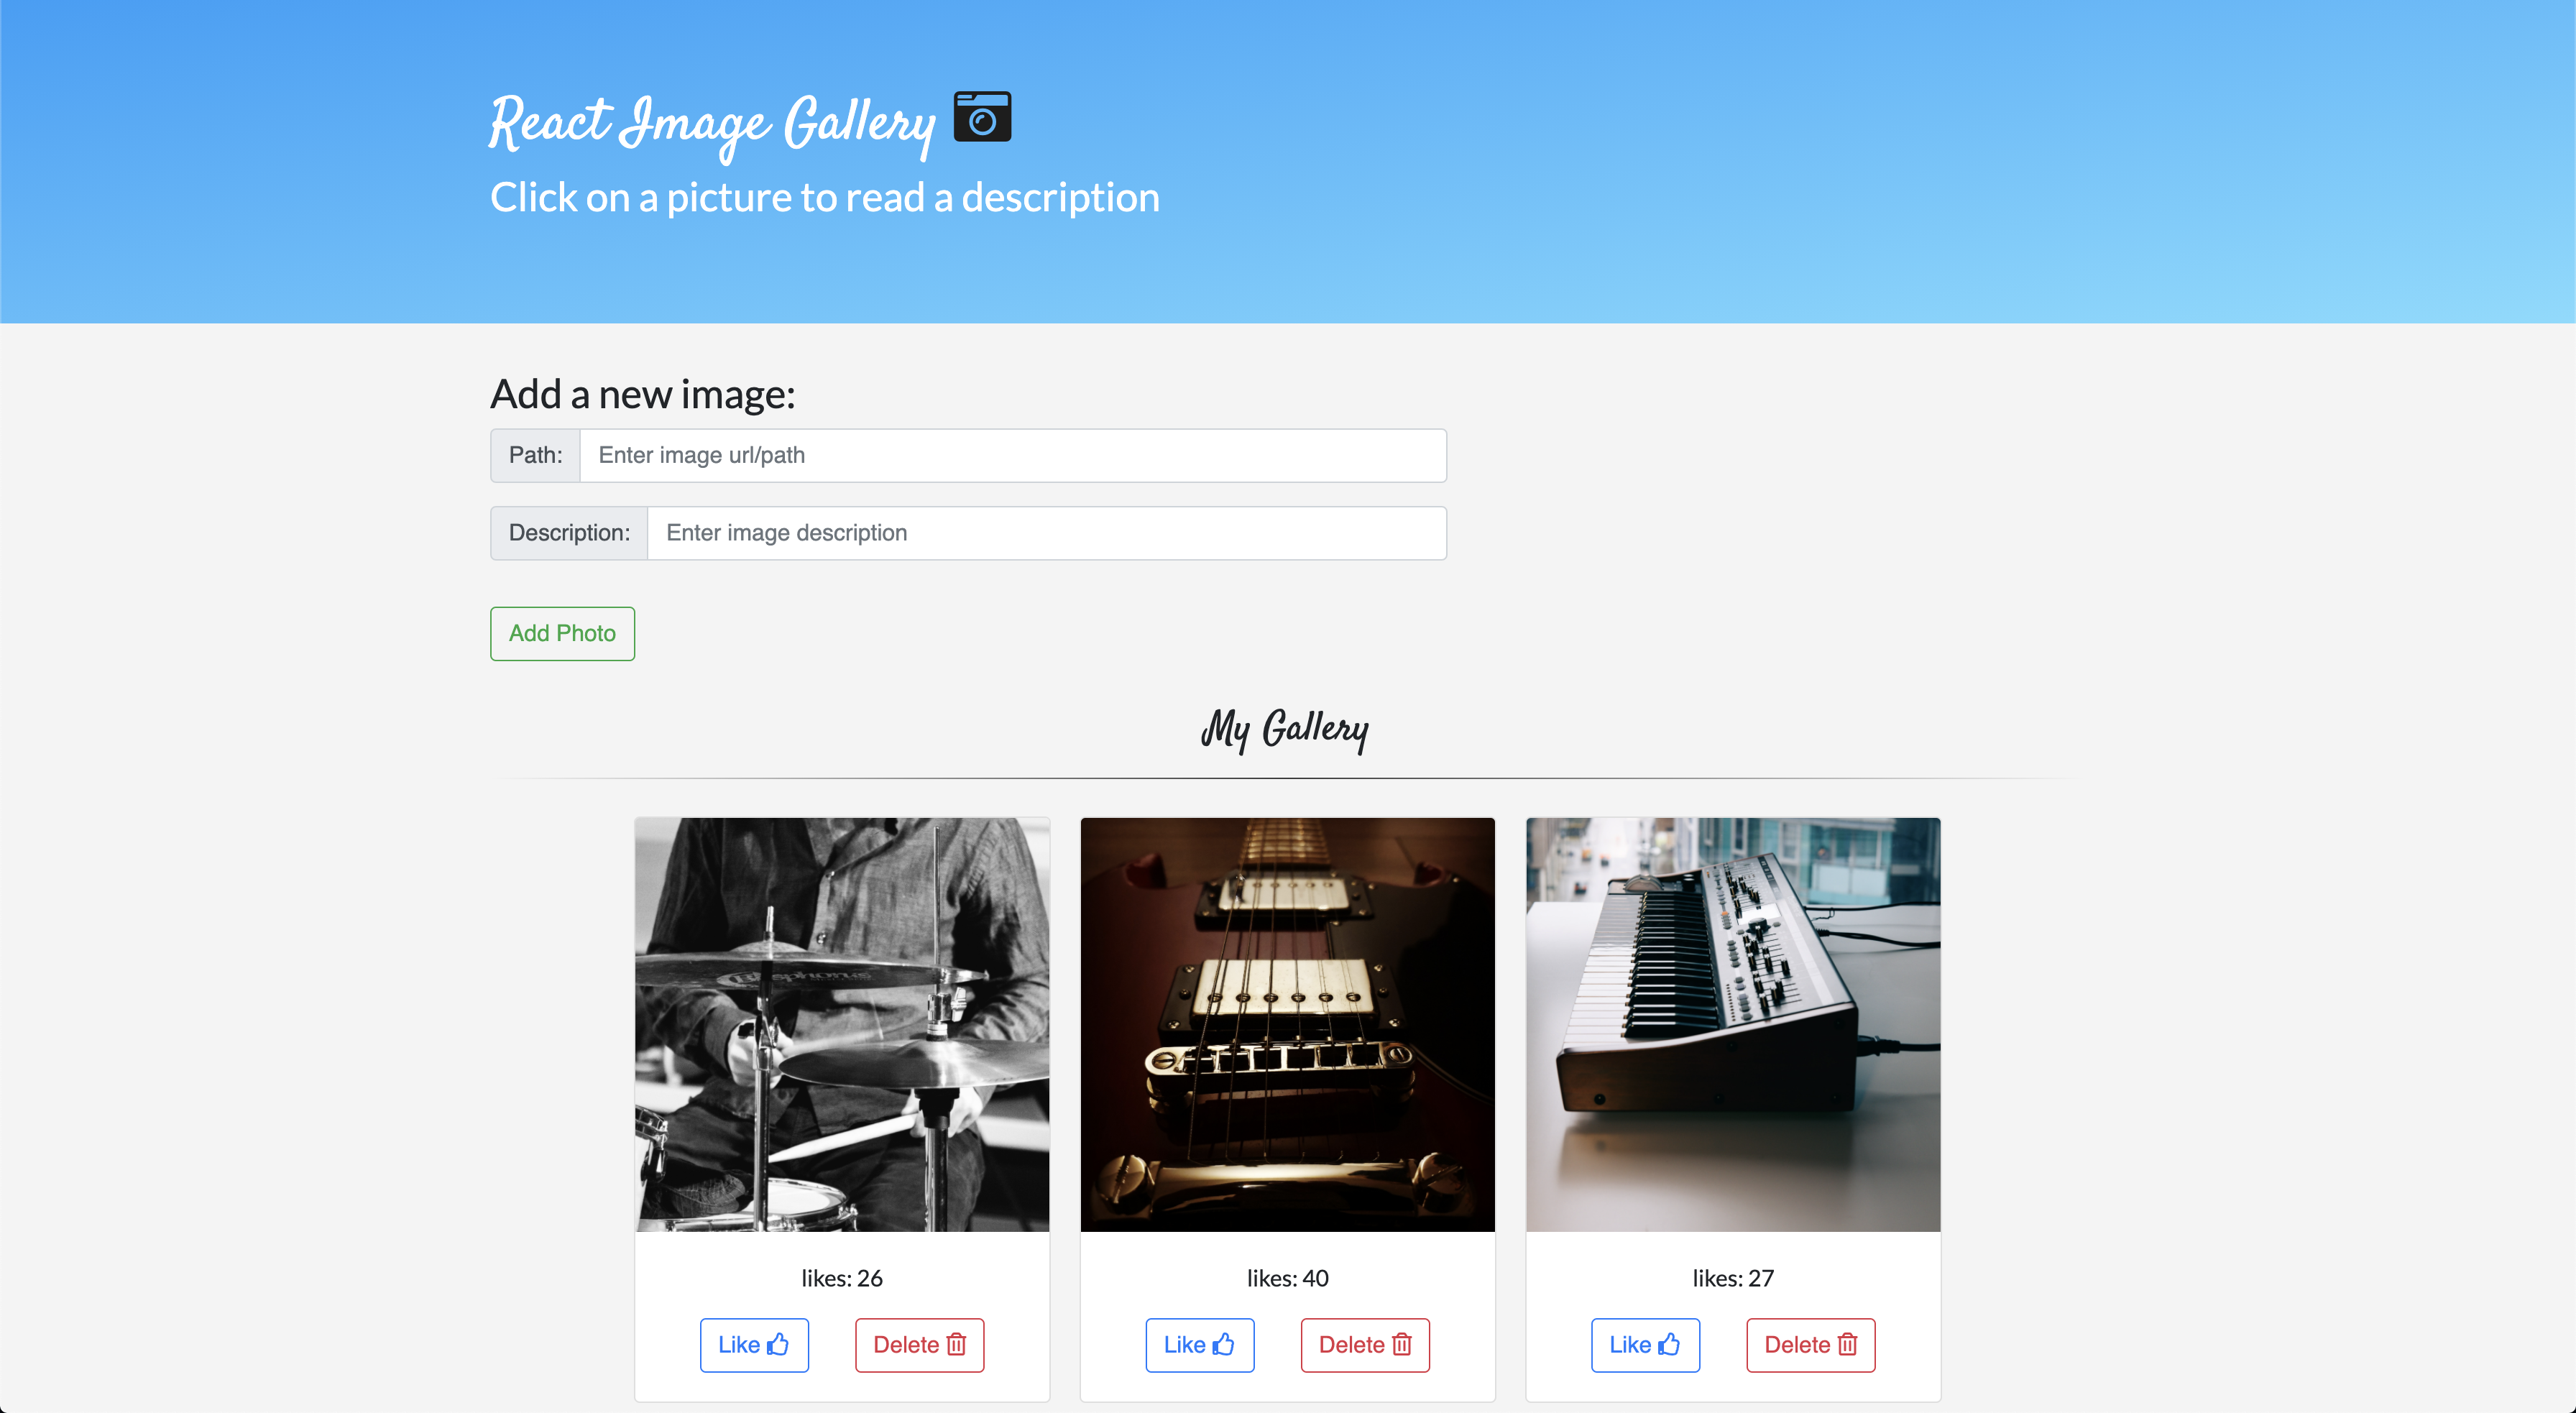 React Image Gallery
Click on a picture to read a description
Add a new image:
Path: Enter image url/path
Description: Enter image description
Add Photo
My Gallery
likes: 26
likes: 40
likes: 27
Like Delete
Like Delete
Like Delete